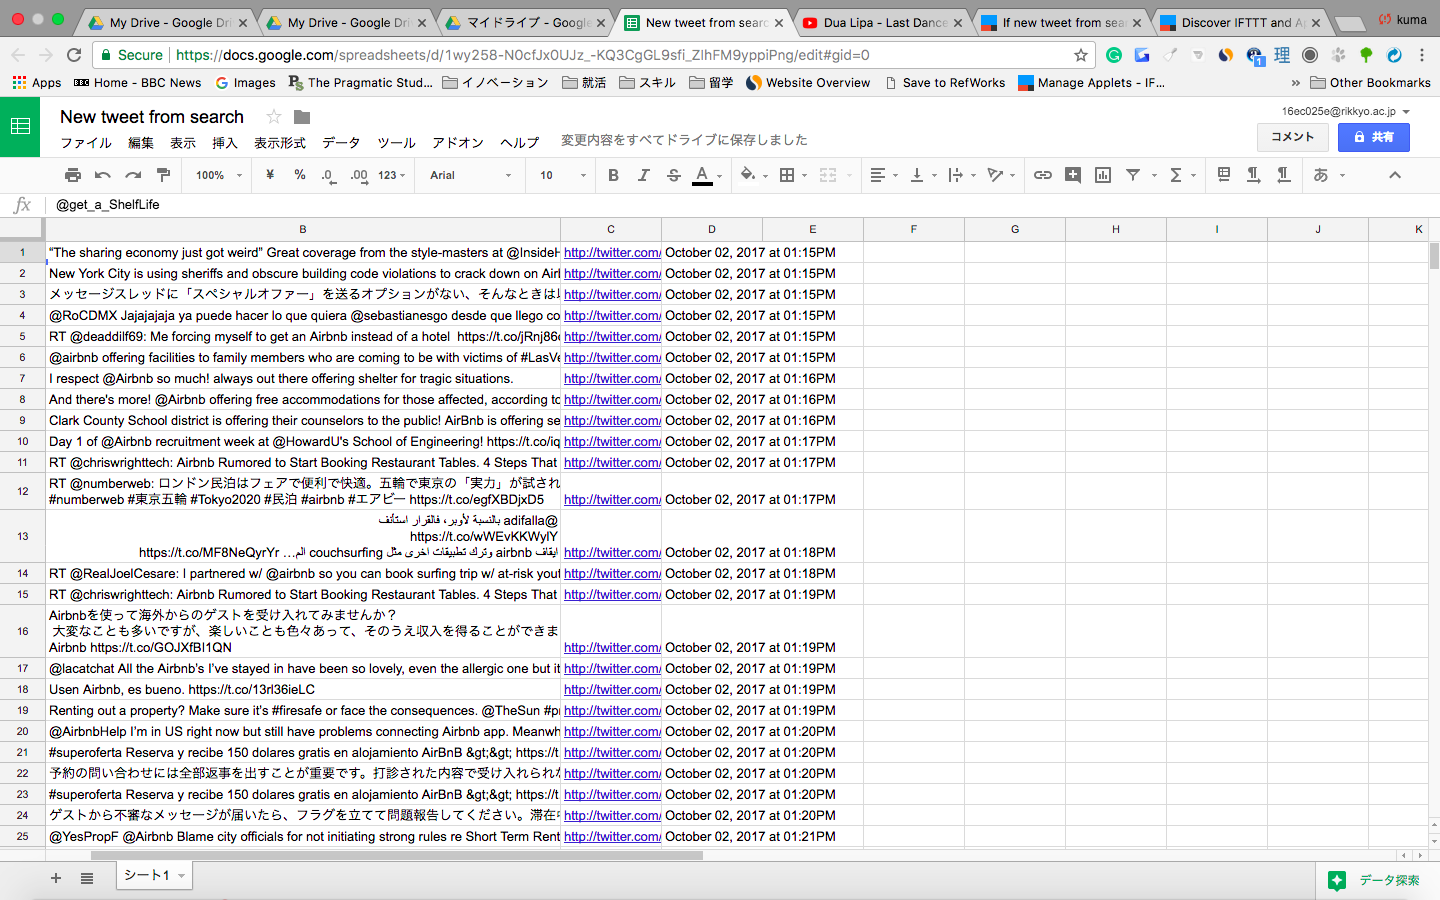 My Drive - Google Dri
My Drive - Google Dri
マイドライブ - Google
New tweet from searc
Dua Lipa - Last Dance
If new tweet from sea
Discover IFTTT and A
kuma
Secure
https://docs.google.com/spreadsheets/d/1wy258-N0cfJx0UJz_-KQ3CgGL9sfi_ZIhFM9yppiPng/edit#gid=0
Apps
Home - BBC News
Images
The Pragmatic Stud...
イノベーション
就活
スキル
留学
Website Overview
Save to RefWorks
Manage Applets - IF...
»
Other Bookmarks
New tweet from search
16ec025e@rikkyo.ac.jp
ファイル 編集 表示 挿入 表示形式 データ ツール アドオン ヘルプ 変更内容をすべてドライブに保存しました
コメント
共有
100% ¥ % .0 .00 123 Arial 10 B I S A Σ あ
fx @get_a_ShelfLife
B C D E F G H I J K
1 “The sharing economy just got weird” Great coverage from the style-masters at @InsideH http://twitter.com/ October 02, 2017 at 01:15PM
2 New York City is using sheriffs and obscure building code violations to crack down on Air http://twitter.com/ October 02, 2017 at 01:15PM
3 メッセージスレッドに「スペシャルオファー」を送るオプションがない、そんなときは http://twitter.com/ October 02, 2017 at 01:15PM
4 @RoCDMX Jajajajaja ya puede hacer lo que quiera @sebastianesgo desde que llego co http://twitter.com/ October 02, 2017 at 01:15PM
5 RT @deaddilf69: Me forcing myself to get an Airbnb instead of a hotel https://t.co/jRnj86 http://twitter.com/ October 02, 2017 at 01:15PM
6 @airbnb offering facilities to family members who are coming to be with victims of #LasVe http://twitter.com/ October 02, 2017 at 01:15PM
7 I respect @Airbnb so much! always out there offering shelter for tragic situations. http://twitter.com/ October 02, 2017 at 01:16PM
8 And there's more! @Airbnb offering free accommodations for those affected, according to http://twitter.com/ October 02, 2017 at 01:16PM
9 Clark County School district is offering their counselors to the public! AirBnb is offering se http://twitter.com/ October 02, 2017 at 01:16PM
10 Day 1 of @Airbnb recruitment week at @HowardU's School of Engineering! https://t.co/iq http://twitter.com/ October 02, 2017 at 01:17PM
11 RT @chriswrighttech: Airbnb Rumored to Start Booking Restaurant Tables. 4 Steps That http://twitter.com/ October 02, 2017 at 01:17PM
RT @numberweb: ロンドン民泊はフェアで便利で快適。五輪で東京の「実力」が試され
12 #numberweb #東京五輪 #Tokyo2020 #民泊 #airbnb #エアビー https://t.co/egfXBDjxD5 http://twitter.com/ October 02, 2017 at 01:17PM
@adifalla بالنسبة لأوبر، فالقرار استأنف
13 https://t.co/wWEvKKWylY
ايقاف airbnb وترك تطبيقات اخرى مثل couchsurfing الم… https://t.co/MF8NeQyrYr http://twitter.com/ October 02, 2017 at 01:18PM
14 RT @RealJoelCesare: I partnered w/ @airbnb so you can book surfing trip w/ at-risk yout http://twitter.com/ October 02, 2017 at 01:18PM
15 RT @chriswrighttech: Airbnb Rumored to Start Booking Restaurant Tables. 4 Steps That http://twitter.com/ October 02, 2017 at 01:19PM
Airbnbを使って海外からのゲストを受け入れてみませんか？
16 大変なことも多いですが、楽しいことも色々あって、そのうえ収入を得ることができま
Airbnb https://t.co/GOJXfBI1QN http://twitter.com/ October 02, 2017 at 01:19PM
17 @lacatchat All the Airbnb's I've stayed in have been so lovely, even the allergic one but it http://twitter.com/ October 02, 2017 at 01:19PM
18 Usen Airbnb, es bueno. https://t.co/13rl36ieLC http://twitter.com/ October 02, 2017 at 01:19PM
19 Renting out a property? Make sure it's #firesafe or face the consequences. @TheSun #p http://twitter.com/ October 02, 2017 at 01:19PM
20 @AirbnbHelp I'm in US right now but still have problems connecting Airbnb app. Meanwh http://twitter.com/ October 02, 2017 at 01:20PM
21 #superoferta Reserva y recibe 150 dolares gratis en alojamiento AirBnB &gt;&gt; https://t http://twitter.com/ October 02, 2017 at 01:20PM
22 予約の問い合わせには全部返事を出すことが重要です。打診された内容で受け入れられ http://twitter.com/ October 02, 2017 at 01:20PM
23 #superoferta Reserva y recibe 150 dolares gratis en alojamiento AirBnB &gt;&gt; https://t http://twitter.com/ October 02, 2017 at 01:20PM
24 ゲストから不審なメッセージが届いたら、フラグを立てて問題報告してください。滞在 http://twitter.com/ October 02, 2017 at 01:20PM
25 @YesPropF @Airbnb Blame city officials for not initiating strong rules re Short Term Rent http://twitter.com/ October 02, 2017 at 01:21PM
シート1
データ探索